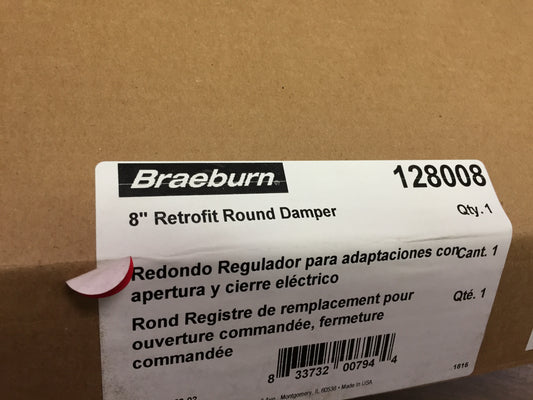 Braeburn 128008
8" Retrofit Round Damper Qty. 1
Redondo Regulador para adaptaciones con Cant. 1
apertura y cierre eléctrico
Rond Registre de remplacement pour Qté. 1
ouverture commandée, fermeture
commandée
8 33732 00794 4
Montgomery, IL 60538 • Made in USA 1816